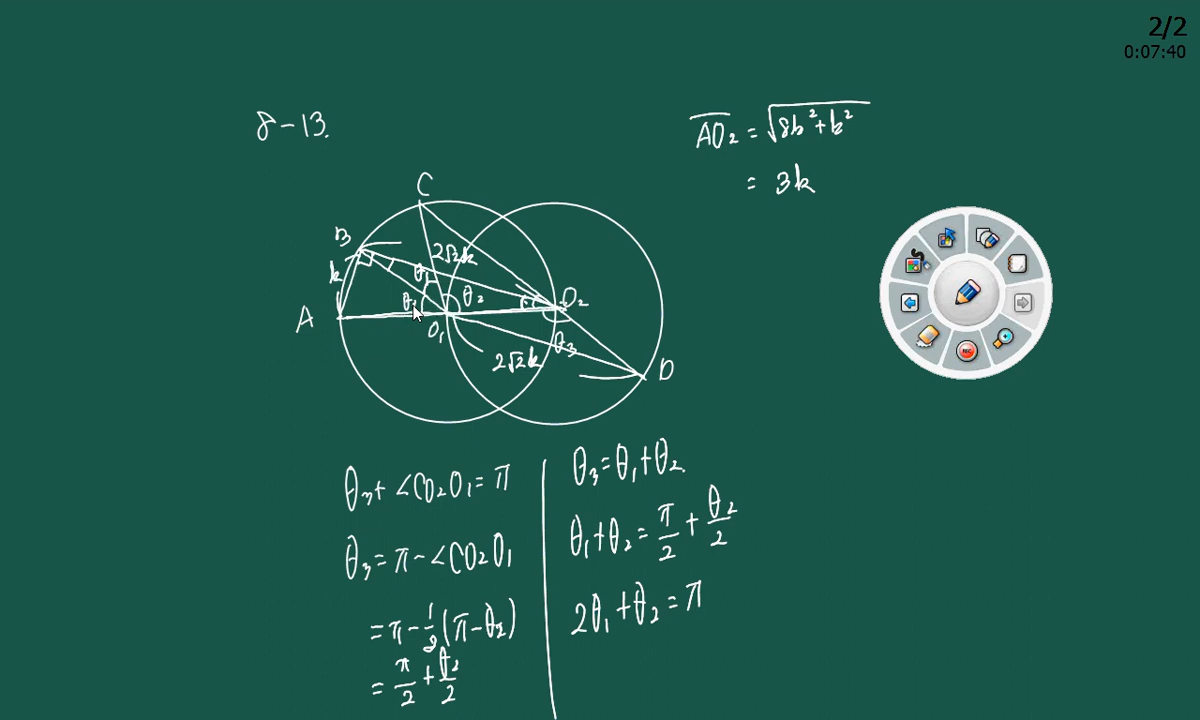 2/2
0:07:40
8-13.
AO₂ = √8k²+k²
= 3k
C
B
2√2k
k
θ₁
θ₁
θ₂
O₂
A
O₁
θ₃
2√2k
D
θ₃+∠CO₂O₁=π
θ₃=π-∠CO₂O₁
=π-1/2(π-θ₂)
=π/2+θ₂/2
θ₃=θ₁+θ₂
θ₁+θ₂=π/2+θ₂/2
2θ₁+θ₂=π